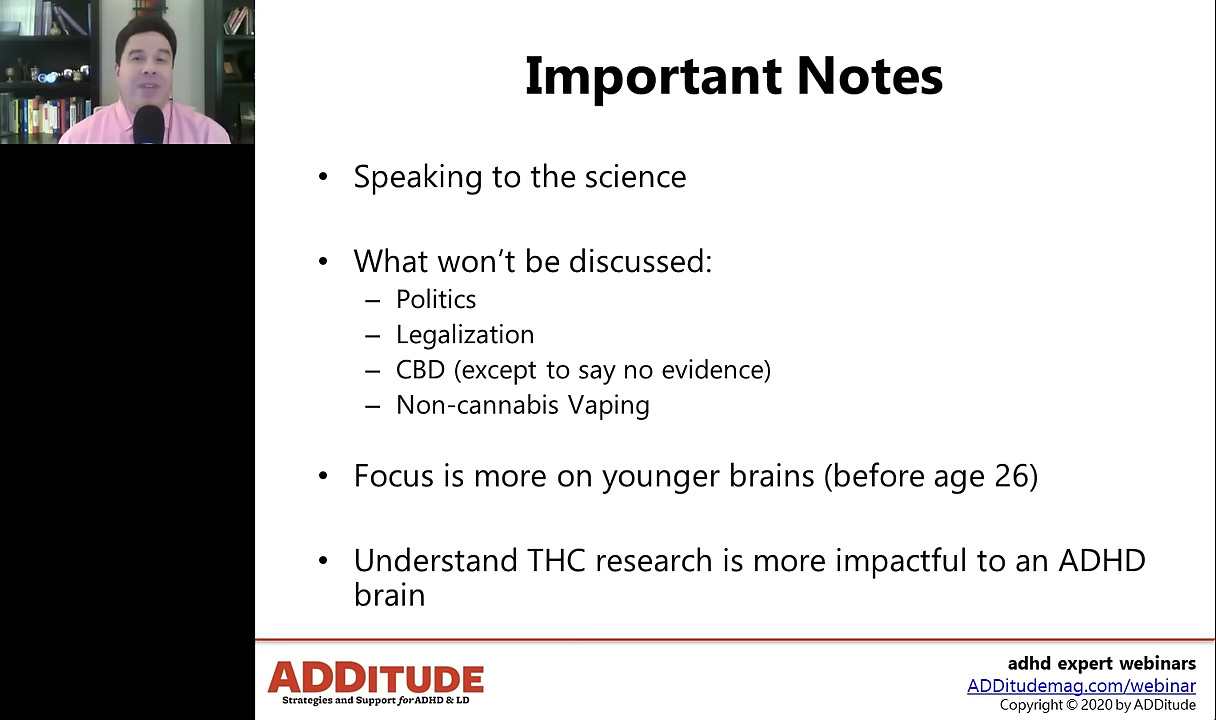 Important Notes
• Speaking to the science
• What won’t be discussed:
– Politics
– Legalization
– CBD (except to say no evidence)
– Non-cannabis Vaping
• Focus is more on younger brains (before age 26)
• Understand THC research is more impactful to an ADHD
brain
ADDITUDE
Strategies and Support for ADHD & LD
adhd expert webinars
ADDitudemag.com/webinar
Copyright © 2020 by ADDitude